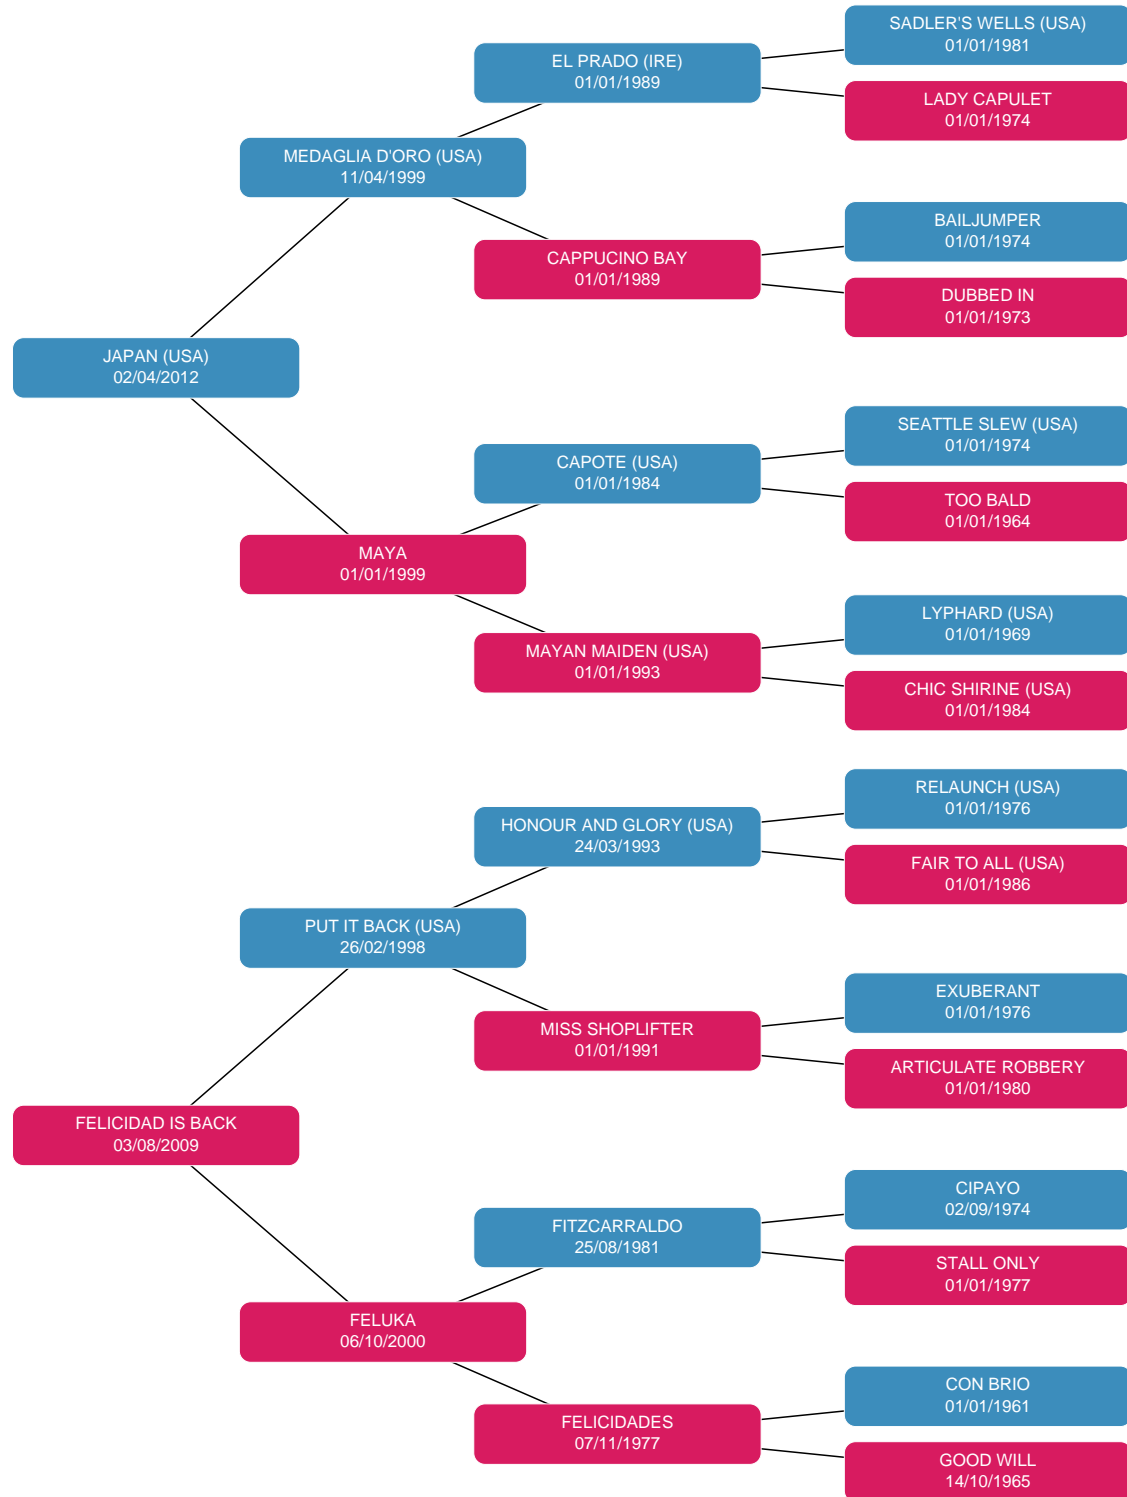 SADLER'S WELLS (USA)
01/01/1981
EL PRADO (IRE)
01/01/1989
LADY CAPULET
01/01/1974
MEDAGLIA D'ORO (USA)
11/04/1999
BAILJUMPER
01/01/1974
CAPPUCINO BAY
01/01/1989
DUBBED IN
01/01/1973
JAPAN (USA)
02/04/2012
SEATTLE SLEW (USA)
01/01/1974
CAPOTE (USA)
01/01/1984
TOO BALD
01/01/1964
MAYA
01/01/1999
LYPHARD (USA)
01/01/1969
MAYAN MAIDEN (USA)
01/01/1993
CHIC SHIRINE (USA)
01/01/1984
RELAUNCH (USA)
01/01/1976
HONOUR AND GLORY (USA)
24/03/1993
FAIR TO ALL (USA)
01/01/1986
PUT IT BACK (USA)
26/02/1998
EXUBERANT
01/01/1976
MISS SHOPLIFTER
01/01/1991
ARTICULATE ROBBERY
01/01/1980
FELICIDAD IS BACK
03/08/2009
CIPAYO
02/09/1974
FITZCARRALDO
25/08/1981
STALL ONLY
01/01/1977
FELUKA
06/10/2000
CON BRIO
01/01/1961
FELICIDADES
07/11/1977
GOOD WILL
14/10/1965